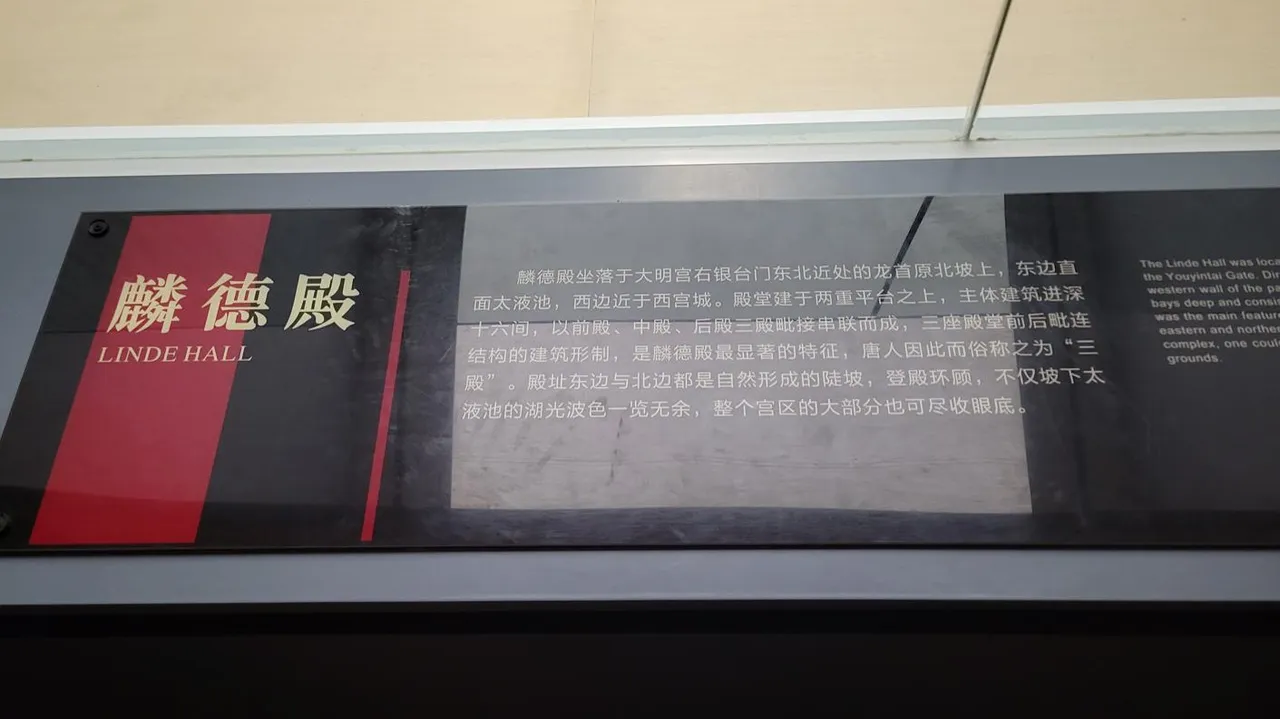 麟德殿
LINDE HALL
麟德殿坐落于大明宫右银台门东北近处的龙首原北坡上，东边直
面太液池，西边近于西宫城。殿堂建于两重平台之上，主体建筑进深
十六间，以前殿、中殿、后殿三殿毗接串联而成，三座殿堂前后毗连
结构的建筑形制，是麟德殿最显著的特征，唐人因此而俗称之为“三
殿”。殿址东边与北边都是自然形成的陡坡，登殿环顾，不仅坡下太
液池的湖光波色一览无余，整个宫区的大部分也可尽收眼底。
The Linde Hall was loca
the Youyintai Gate. Dir
western wall of the pa
bays deep and consis
was the main feature
eastern and northe
complex, one coul
grounds.